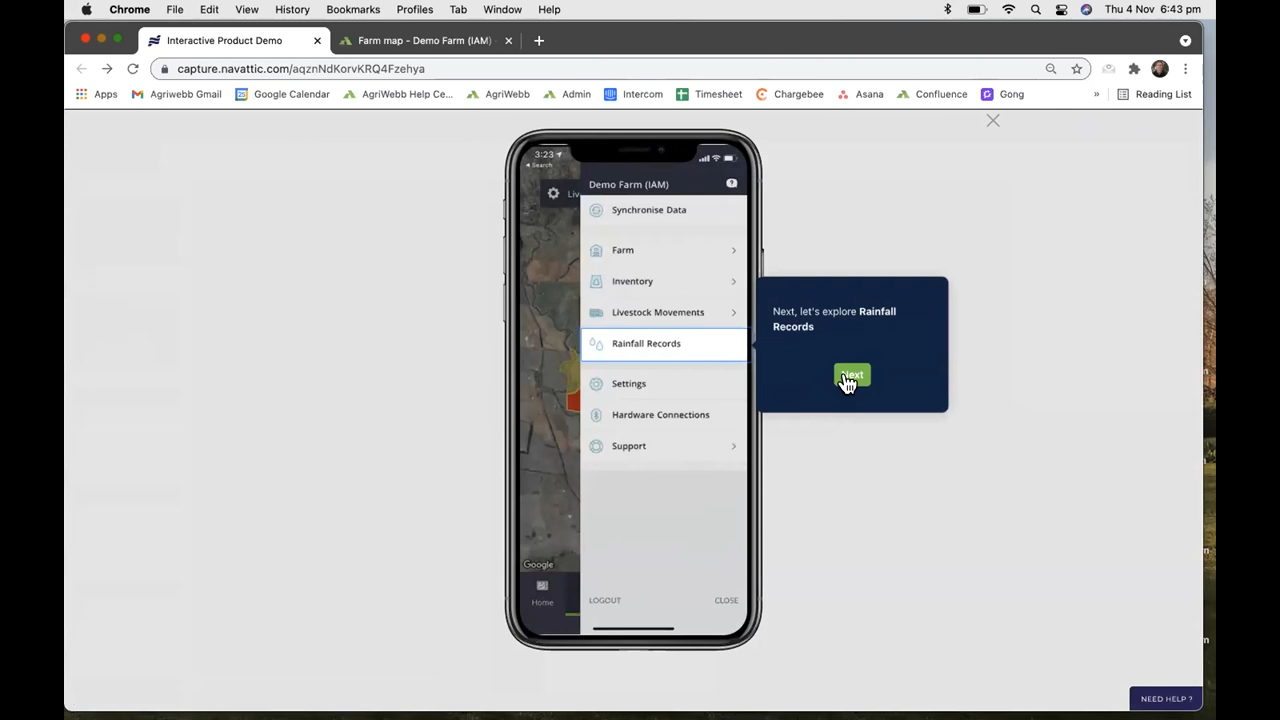 Chrome File Edit View History Bookmarks Profiles Tab Window Help Thu 4 Nov 6:43 pm
Interactive Product Demo Farm map - Demo Farm (IAM)
capture.navattic.com/aqznNdKorvKRQ4Fzehya
Apps Agriwebb Gmail Google Calendar AgriWebb Help Ce... AgriWebb Admin Intercom Timesheet Chargebee Asana Confluence Gong » Reading List
3:23
Search
Demo Farm (IAM)
Liv
Synchronise Data
Farm
Inventory
Livestock Movements
Rainfall Records
Settings
Hardware Connections
Support
Google
Home
LOGOUT CLOSE
Next, let's explore Rainfall
Records
Next
NEED HELP ?